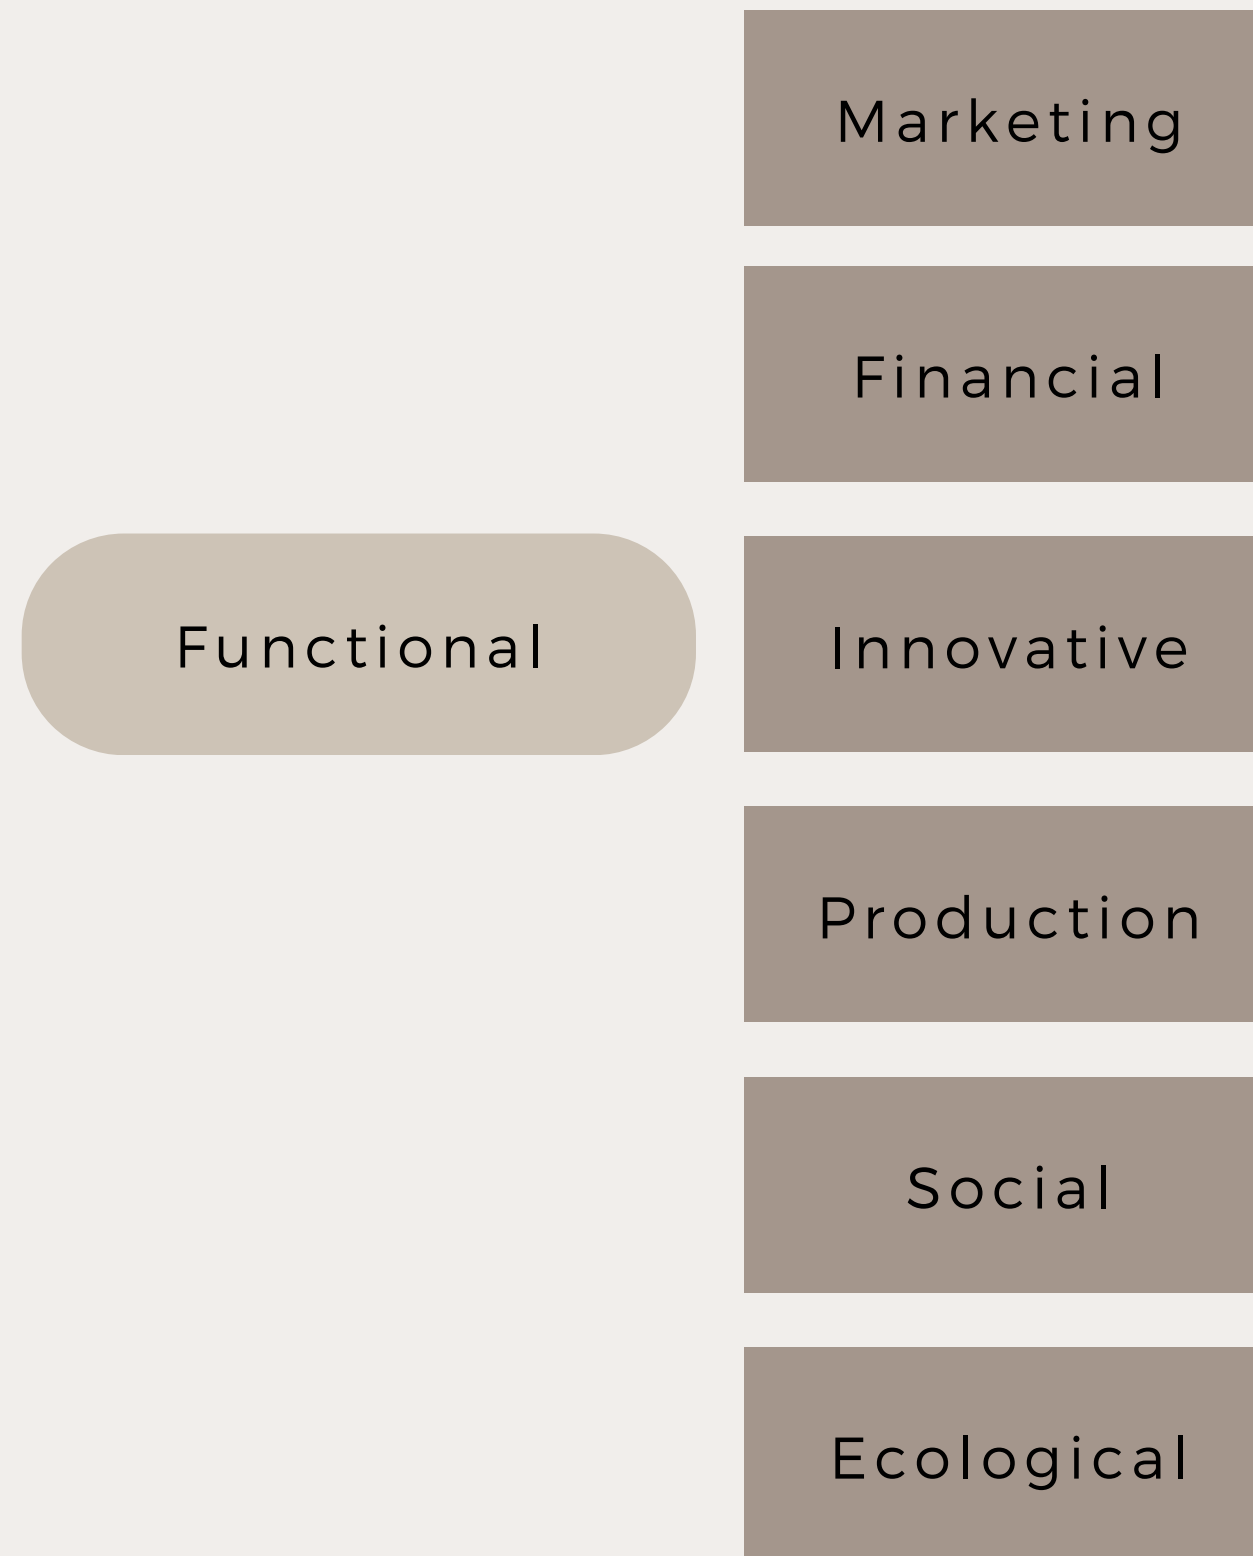 Marketing
Financial
Functional
Innovative
Production
Social
Ecological